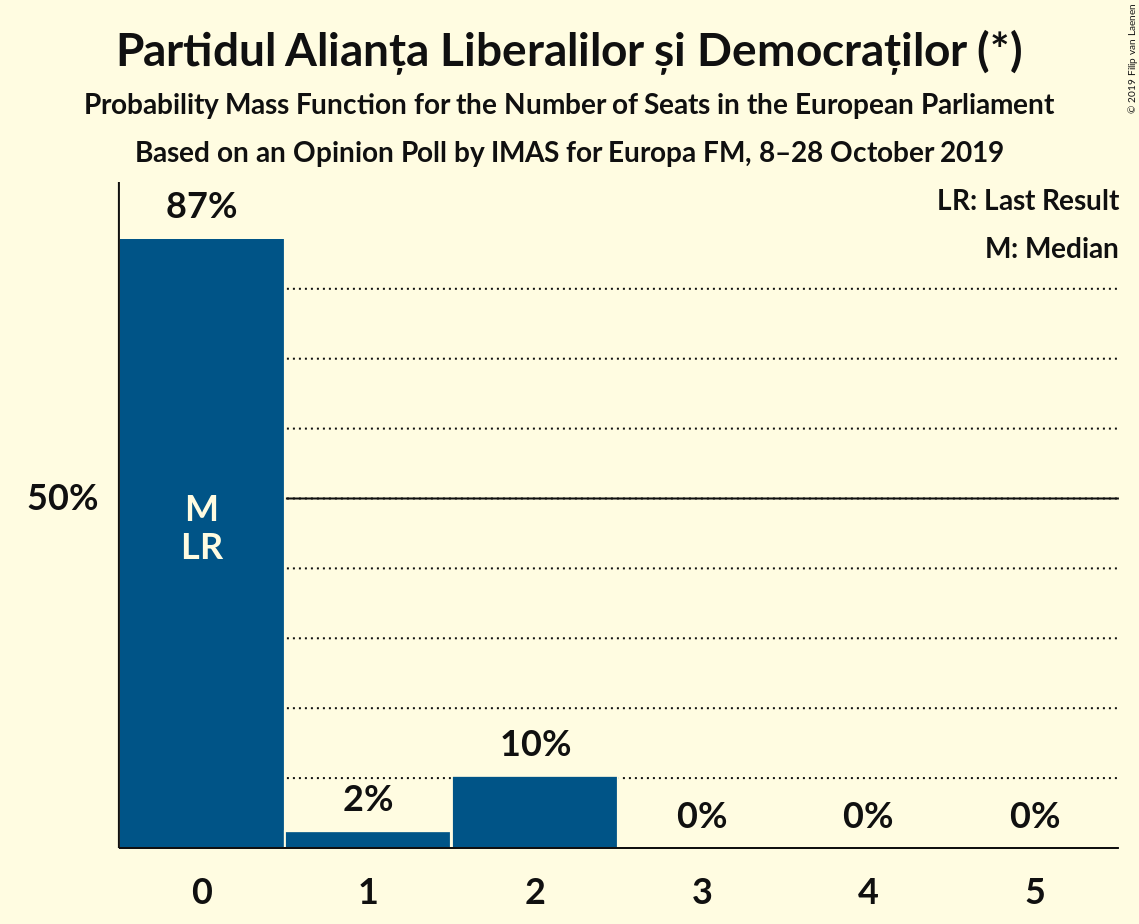 Partidul Alianța Liberalilor și Democraților (*)
Probability Mass Function for the Number of Seats in the European Parliament
Based on an Opinion Poll by IMAS for Europa FM, 8–28 October 2019
© 2019 Filip van Laenen
LR: Last Result
M: Median
87%
50%
M
LR
10%
2%
0%
0%
0%
0
1
2
3
4
5